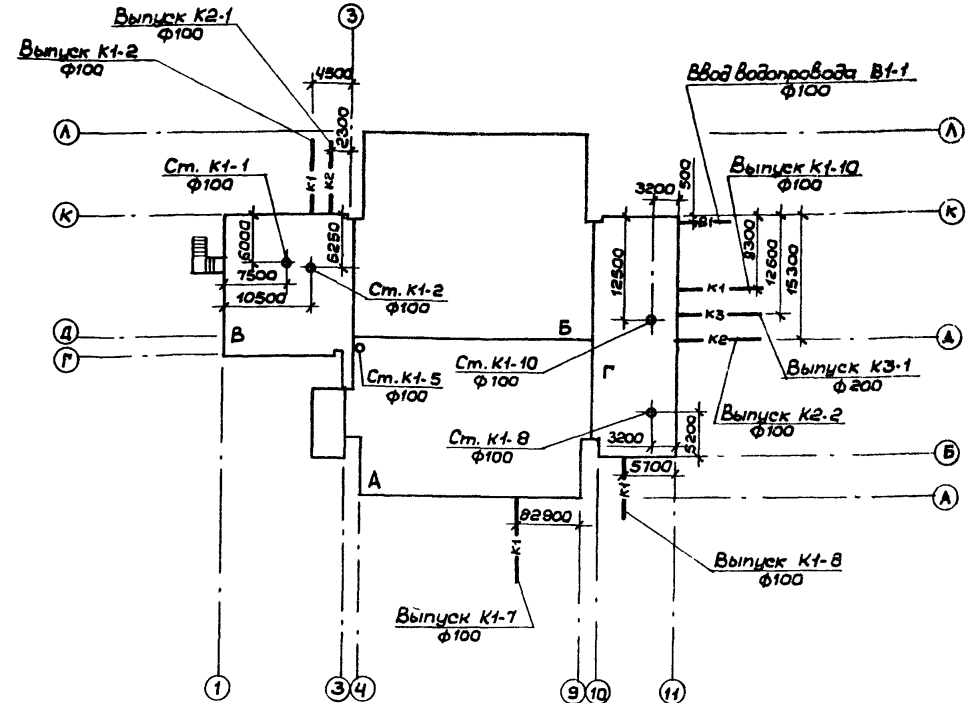 Выпуск К2-1
ф100
3
Выпуск К1-2
ф100
4500
2300
Ввод водопровода В1-1
ф100
Л
Л
Ст. К1-1
ф100
К1
К2
Выпуск К1-10
ф100
3200
500
К
К
В1
6000
6250
7500
10500
Ст. К1-2
ф100
12500
8300
12600
15300
К1
К3
К2
Д
Г
В
Б
Д
Ст. К1-5
ф100
Ст. К1-10
ф100
Г
Выпуск К3-1
ф200
Выпуск К2-2
ф100
Ст. К1-8
ф100
3200
5200
5700
Б
А
К1
А
82900
К1
Выпуск К1-8
ф100
Выпуск К1-7
ф100
1
3
4
9
10
11